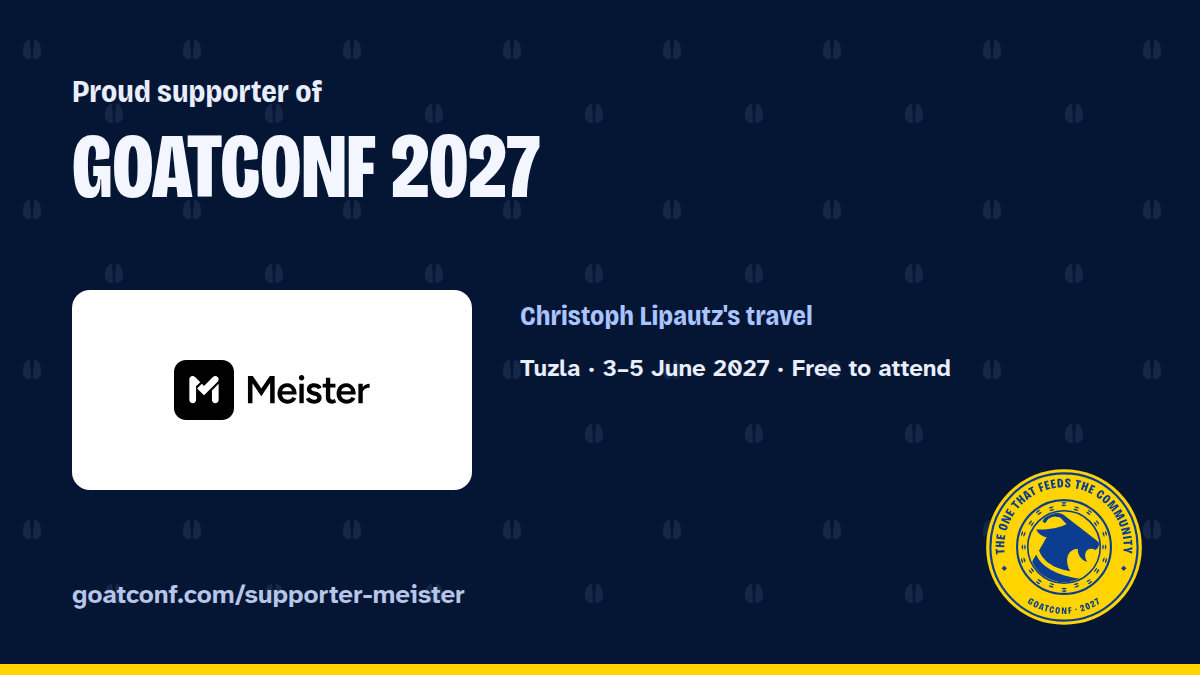 Proud supporter of
GOATCONF 2027
Meister
Christoph Lipautz's travel
Tuzla · 3–5 June 2027 · Free to attend
goatconf.com/supporter-meister
THE ONE THAT FEEDS THE COMMUNITY
GOATCONF · 2027